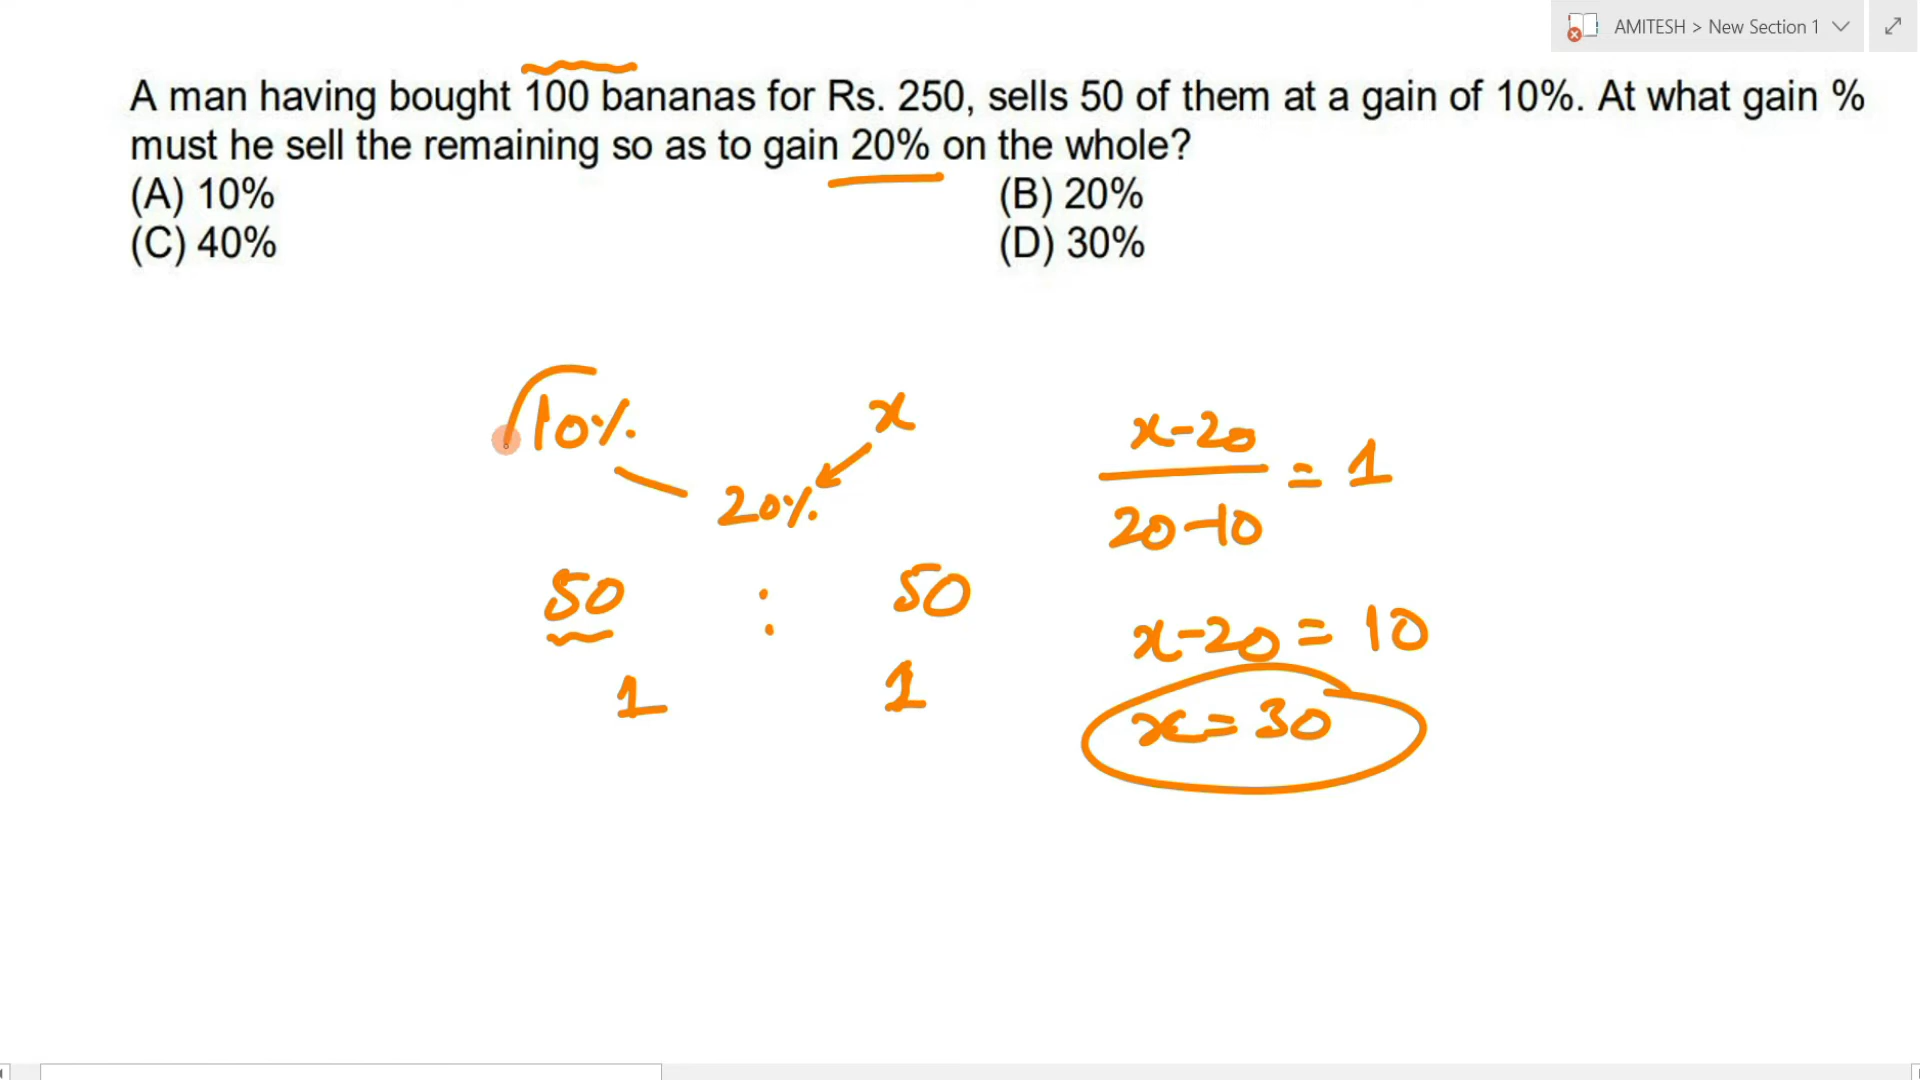 AMITESH > New Section 1
A man having bought 100 bananas for Rs. 250, sells 50 of them at a gain of 10%. At what gain %
must he sell the remaining so as to gain 20% on the whole?
(A) 10% (B) 20%
(C) 40% (D) 30%
10% x
20%
50 : 50
1 1
x-20
20-10
= 1
x-20 = 10
x = 30